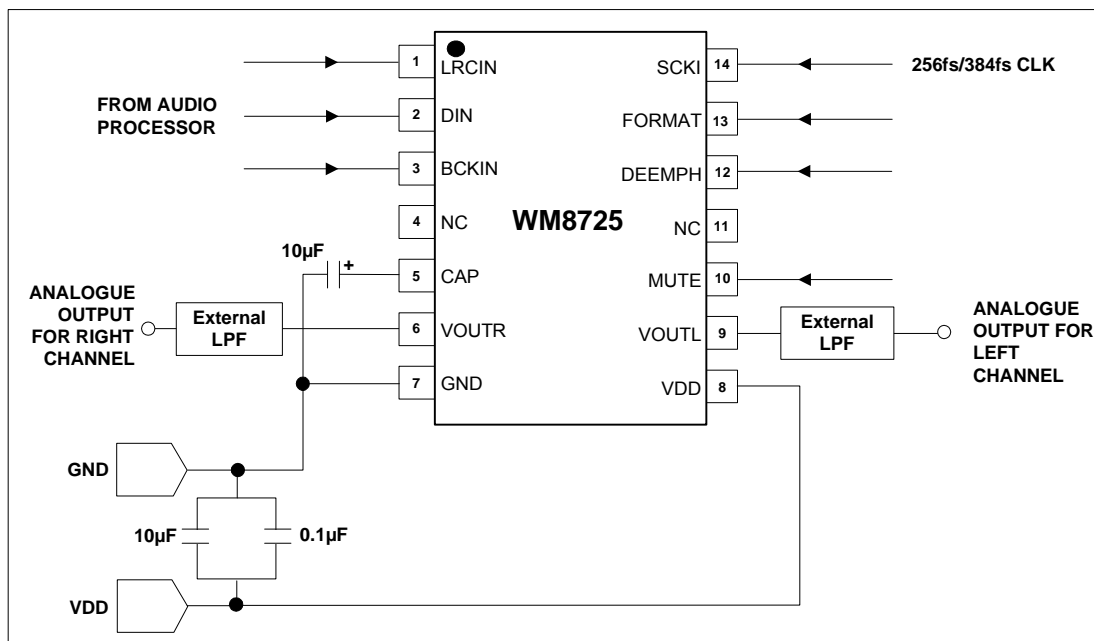 1
LRCIN
SCKI
14
256fs/384fs CLK
FROM AUDIO
PROCESSOR
2
DIN
FORMAT
13
3
BCKIN
DEEMPH
12
4
NC
WM8725
NC
11
10µF
+
5
CAP
MUTE
10
ANALOGUE
OUTPUT
FOR RIGHT
CHANNEL
External
LPF
6
VOUTR
VOUTL
9
External
LPF
ANALOGUE
OUTPUT FOR
LEFT
CHANNEL
7
GND
VDD
8
GND
10µF
0.1µF
VDD